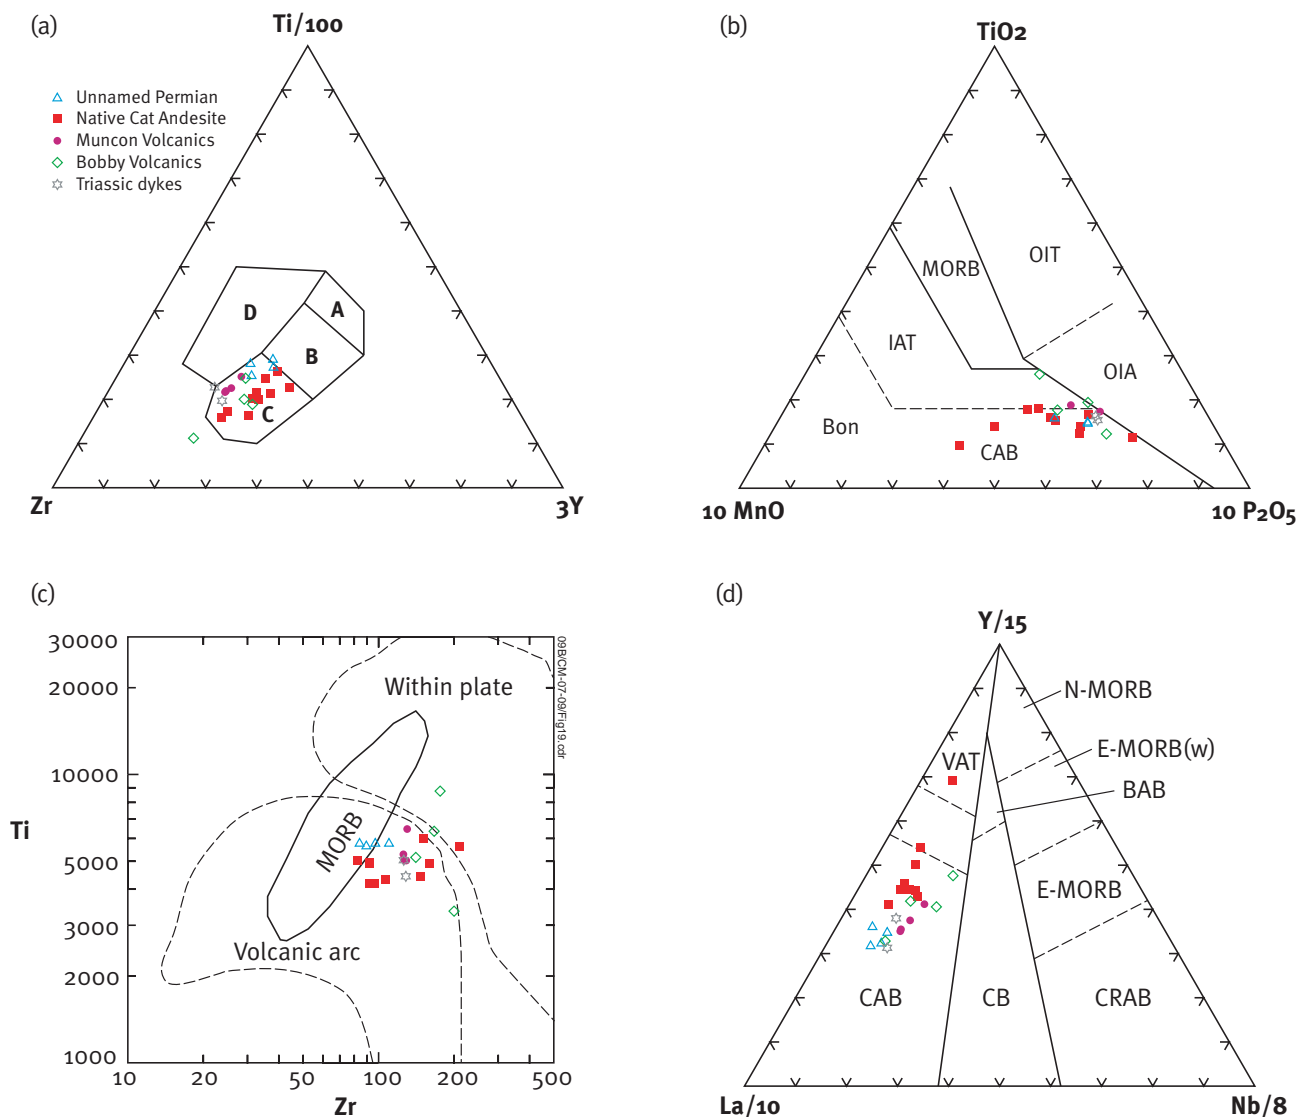 (a)
Ti/100
Unnamed Permian
Native Cat Andesite
Muncon Volcanics
Bobby Volcanics
Triassic dykes
D
A
B
C
Zr
3Y
(b)
TiO2
OIT
MORB
IAT
OIA
Bon
CAB
10 MnO
10 P2O5
(c)
30000
20000
10000
5000
3000
2000
1000
Ti
Within plate
MORB
Volcanic arc
10
20
50
100
200
500
Zr
09B/CM-07-09/Fig19.cdr
(d)
Y/15
N-MORB
E-MORB(w)
VAT
BAB
E-MORB
CAB
CB
CRAB
La/10
Nb/8